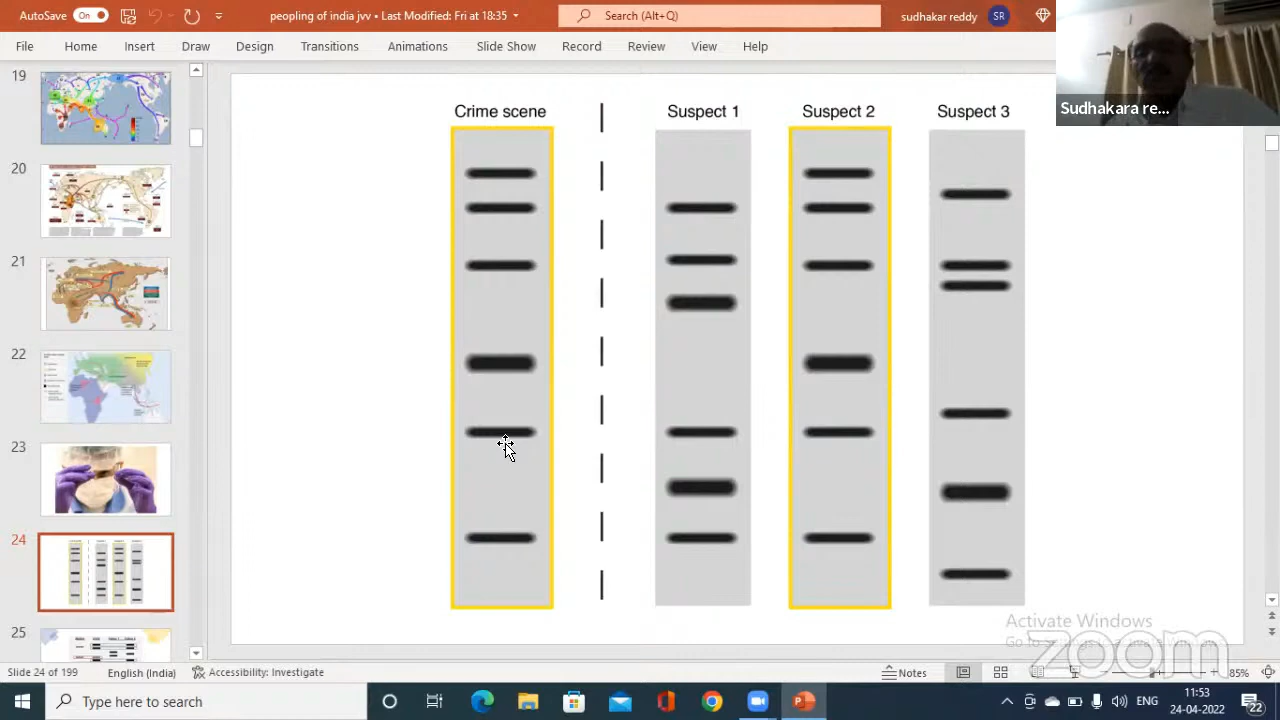 AutoSave On peopling of india jvv • Last Modified: Fri at 18:35 Search (Alt+Q) sudhakar reddy SR
File Home Insert Draw Design Transitions Animations Slide Show Record Review View Help
Sudhakara re...
19
20
21
22
23
24
25
Crime scene Suspect 1 Suspect 2 Suspect 3
Activate Windows
zoom
Slide 24 of 199 English (India) Accessibility: Investigate Notes 85%
Type here to search ENG 11:53
24-04-2022 22